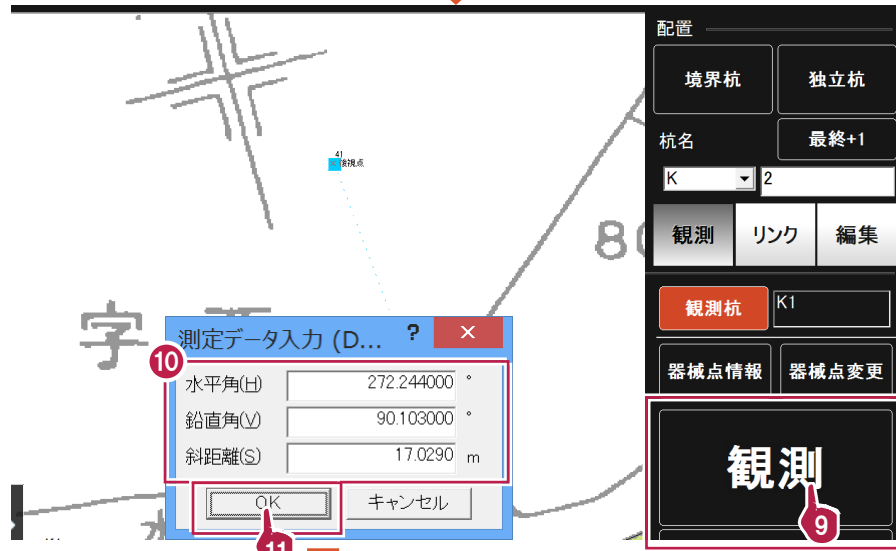 配置
境界杭
独立杭
杭名
最終+1
K
2
観測
リンク
編集
観測杭
K1
器械点情報
器械点変更
観測
9
41
後視点
80
字
測定データ入力 (D... ? ×
10
水平角(H) 272.244000 °
鉛直角(V) 90.103000 °
斜距離(S) 17.0290 m
OK
キャンセル
11